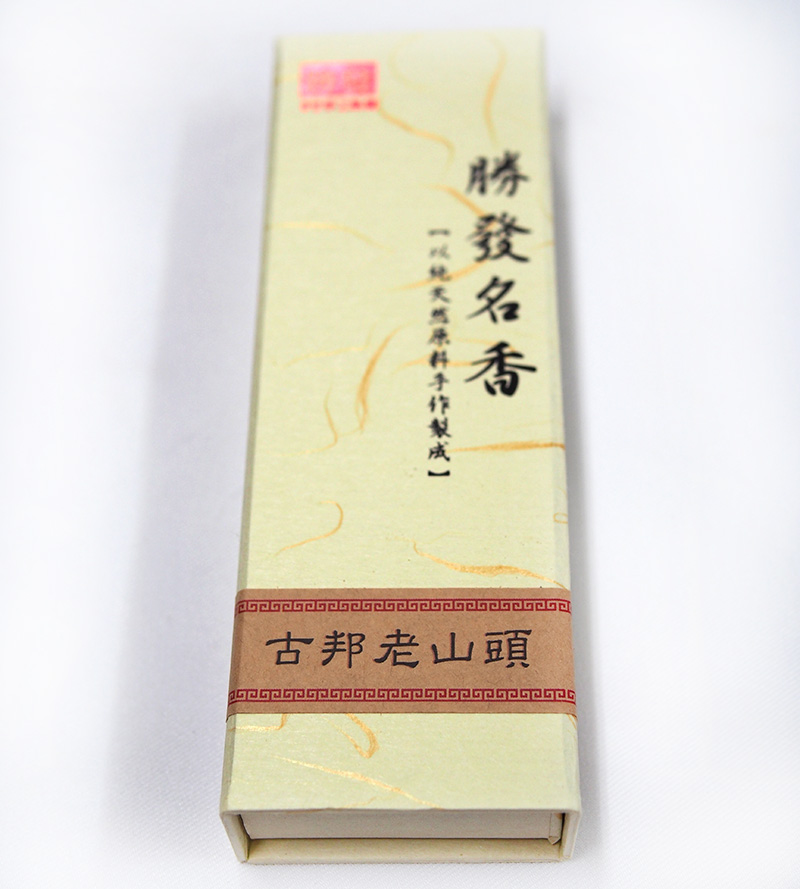 勝發名香
【以純天然原料手作製成】
古邦老山頭